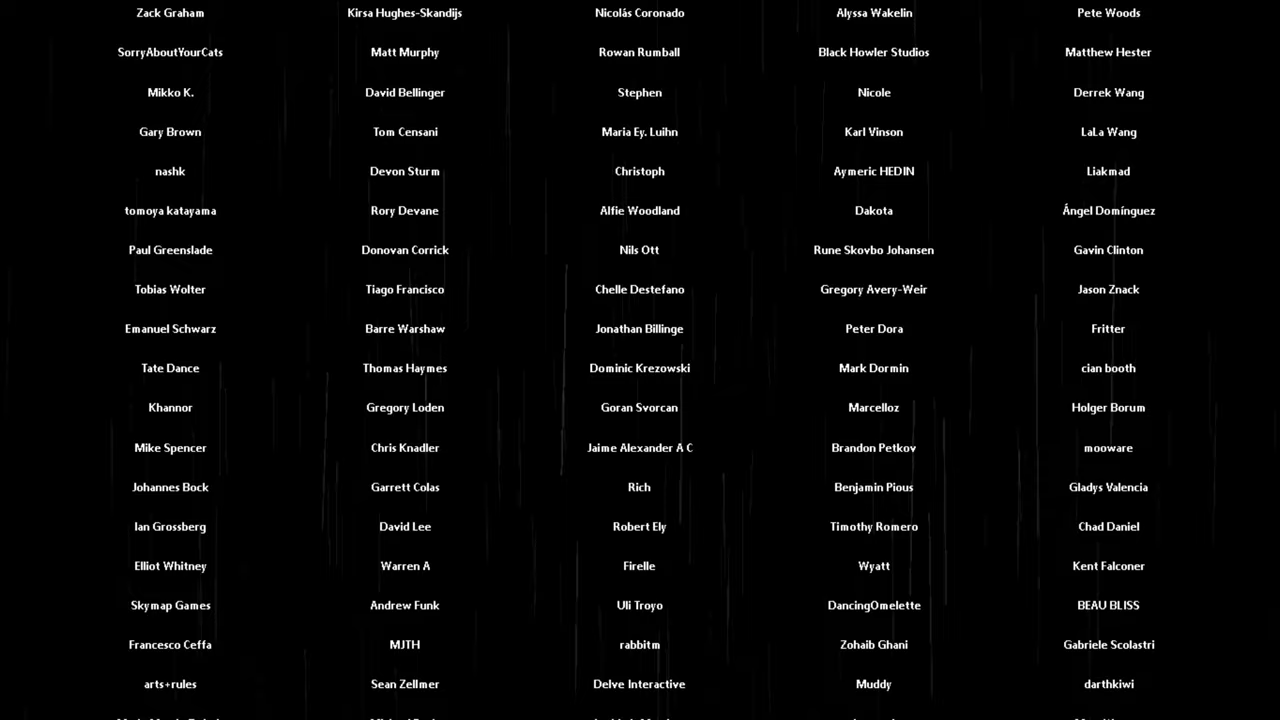 Zack Graham Kirsa Hughes-Skandijs Nicolás Coronado Alyssa Wakelin Pete Woods
SorryAboutYourCats Matt Murphy Rowan Rumball Black Howler Studios Matthew Hester
Mikko K. David Bellinger Stephen Nicole Derrek Wang
Gary Brown Tom Censani Maria Ey. Luihn Karl Vinson LaLa Wang
nashk Devon Sturm Christoph Aymeric HEDIN Liakmad
tomoya katayama Rory Devane Alfie Woodland Dakota Ángel Domínguez
Paul Greenslade Donovan Corrick Nils Ott Rune Skovbo Johansen Gavin Clinton
Tobias Wolter Tiago Francisco Chelle Destefano Gregory Avery-Weir Jason Znack
Emanuel Schwarz Barre Warshaw Jonathan Billinge Peter Dora Fritter
Tate Dance Thomas Haymes Dominic Krezowski Mark Dormin cian booth
Khannor Gregory Loden Goran Svorcan Marcelloz Holger Borum
Mike Spencer Chris Knadler Jaime Alexander A C Brandon Petkov mooware
Johannes Bock Garrett Colas Rich Benjamin Pious Gladys Valencia
Ian Grossberg David Lee Robert Ely Timothy Romero Chad Daniel
Elliot Whitney Warren A Firelle Wyatt Kent Falconer
Skymap Games Andrew Funk Uli Troyo DancingOmelette BEAU BLISS
Francesco Ceffa MJTH rabbitm Zohaib Ghani Gabriele Scolastri
arts+rules Sean Zellmer Delve Interactive Muddy darthkiwi